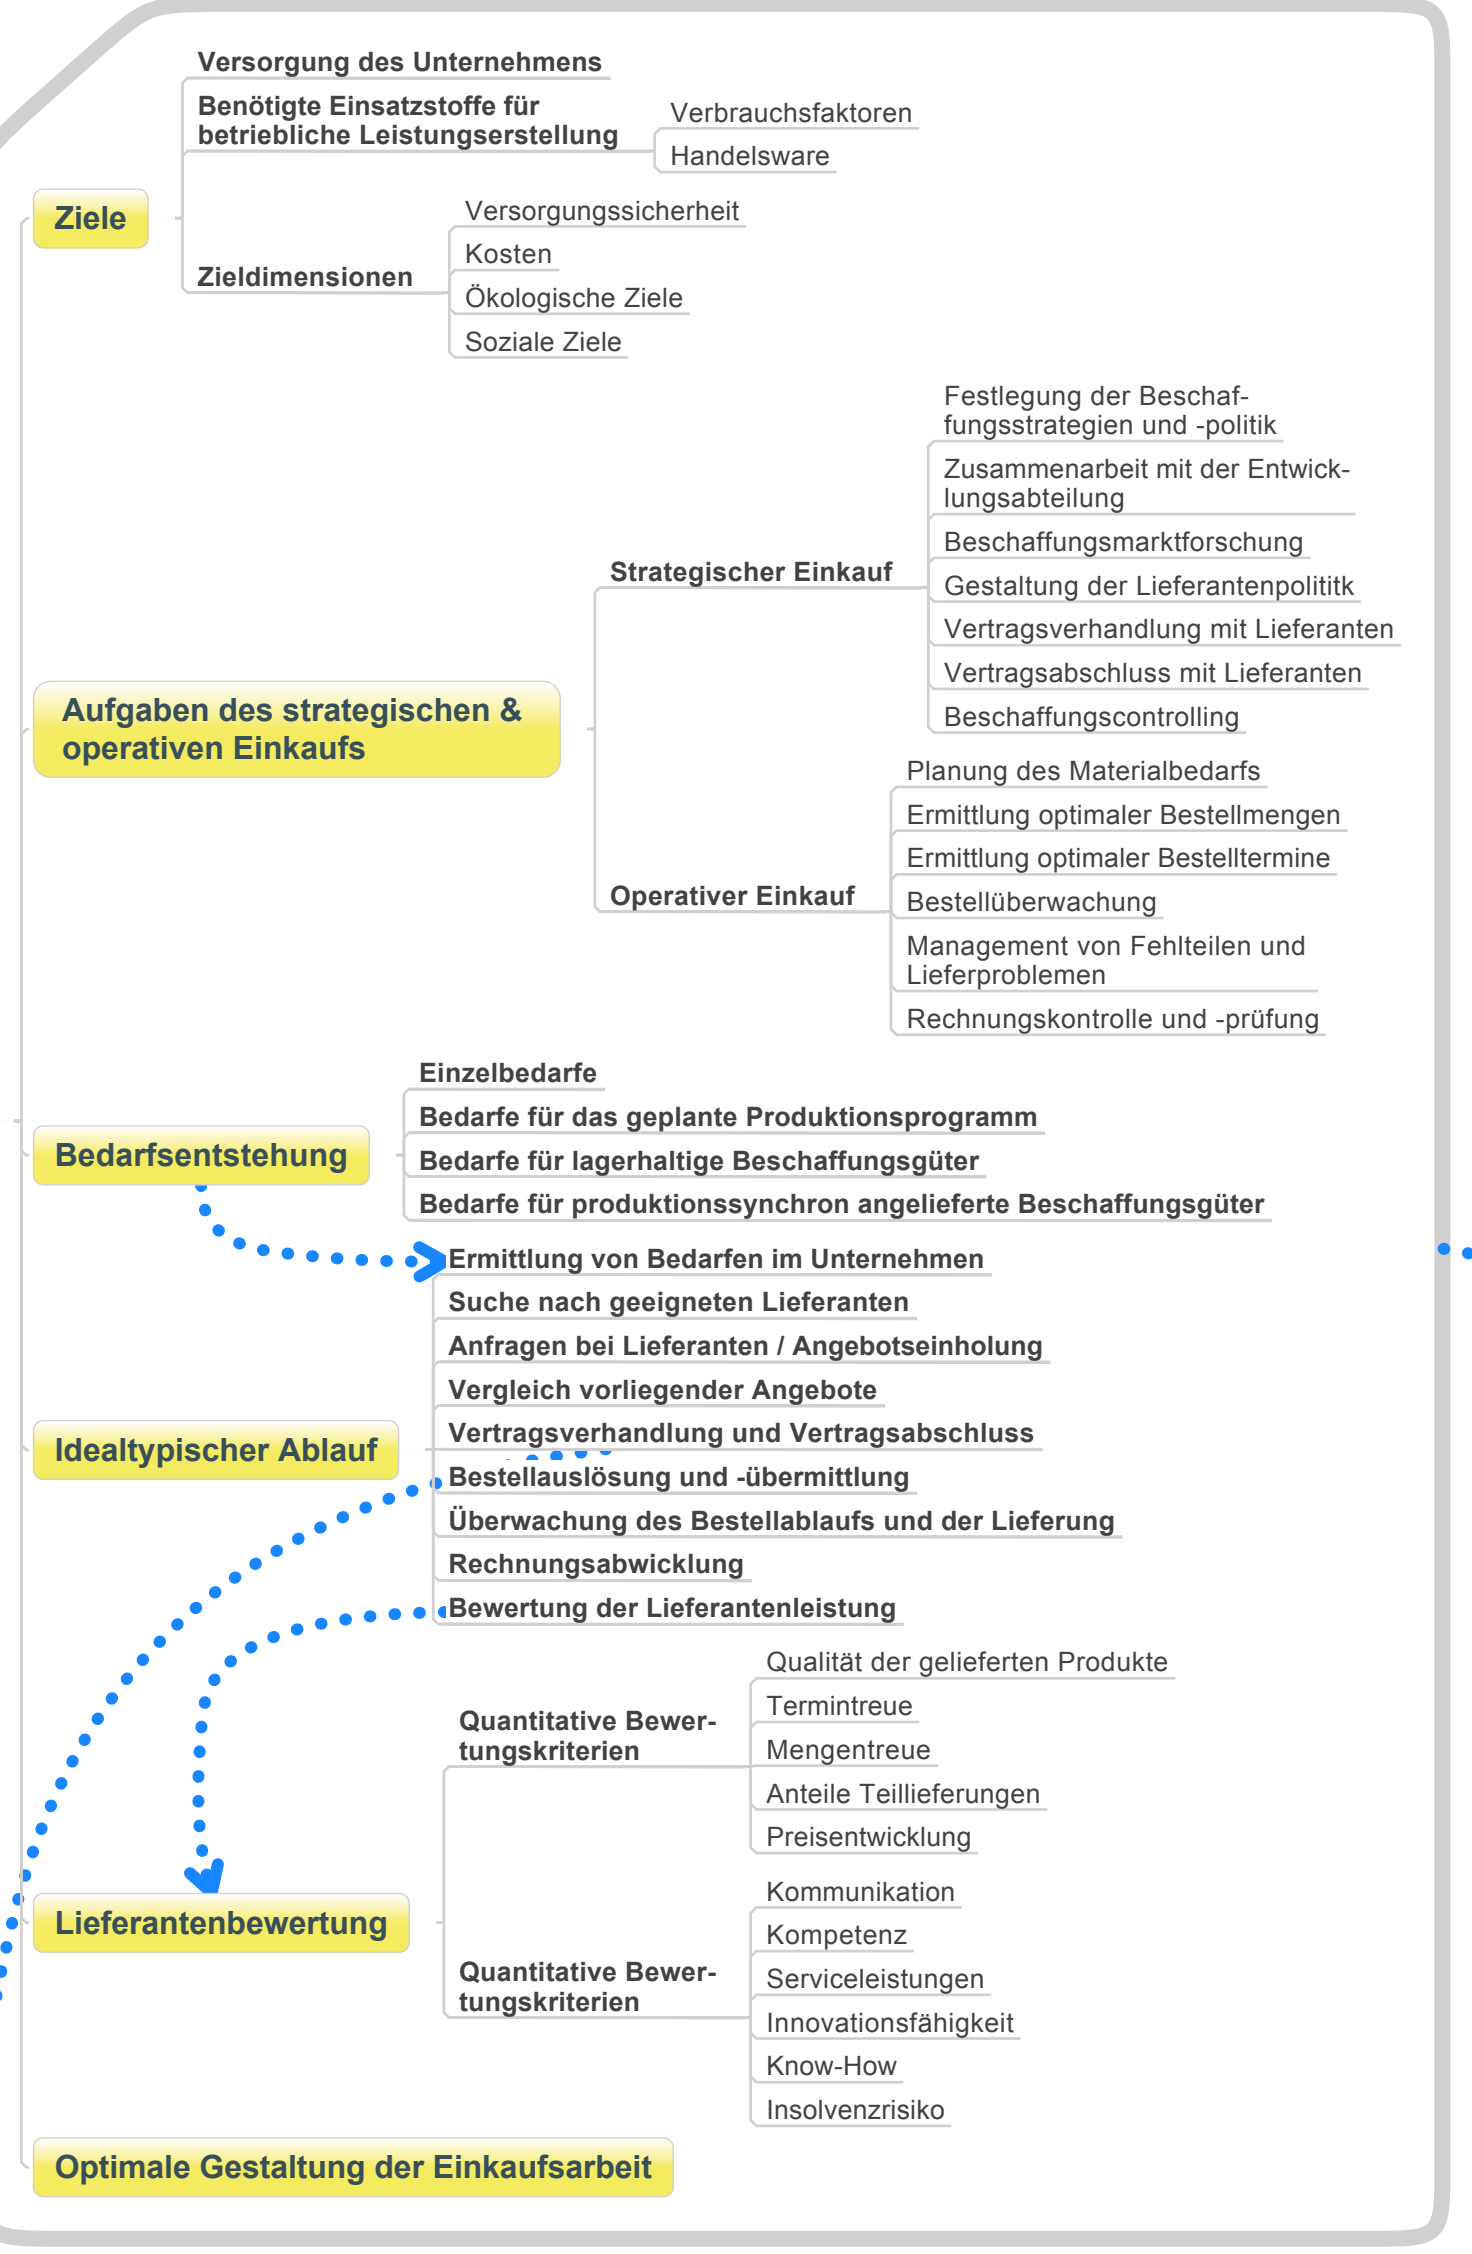 Ziele
Versorgung des Unternehmens
Benötigte Einsatzstoffe für
betriebliche Leistungserstellung
Verbrauchsfaktoren
Handelsware
Zieldimensionen
Versorgungssicherheit
Kosten
Ökologische Ziele
Soziale Ziele
Aufgaben des strategischen &
operativen Einkaufs
Strategischer Einkauf
Festlegung der Beschaf-
fungsstrategien und -politik
Zusammenarbeit mit der Entwick-
lungsabteilung
Beschaffungsmarktforschung
Gestaltung der Lieferantenpolititk
Vertragsverhandlung mit Lieferanten
Vertragsabschluss mit Lieferanten
Beschaffungscontrolling
Operativer Einkauf
Planung des Materialbedarfs
Ermittlung optimaler Bestellmengen
Ermittlung optimaler Bestelltermine
Bestellüberwachung
Management von Fehlteilen und
Lieferproblemen
Rechnungskontrolle und -prüfung
Bedarfsentstehung
Einzelbedarfe
Bedarfe für das geplante Produktionsprogramm
Bedarfe für lagerhaltige Beschaffungsgüter
Bedarfe für produktionssynchron angelieferte Beschaffungsgüter
Idealtypischer Ablauf
Ermittlung von Bedarfen im Unternehmen
Suche nach geeigneten Lieferanten
Anfragen bei Lieferanten / Angebotseinholung
Vergleich vorliegender Angebote
Vertragsverhandlung und Vertragsabschluss
Bestellauslösung und -übermittlung
Überwachung des Bestellablaufs und der Lieferung
Rechnungsabwicklung
Bewertung der Lieferantenleistung
Lieferantenbewertung
Quantitative Bewer-
tungskriterien
Qualität der gelieferten Produkte
Termintreue
Mengentreue
Anteile Teillieferungen
Preisentwicklung
Quantitative Bewer-
tungskriterien
Kommunikation
Kompetenz
Serviceleistungen
Innovationsfähigkeit
Know-How
Insolvenzrisiko
Optimale Gestaltung der Einkaufsarbeit